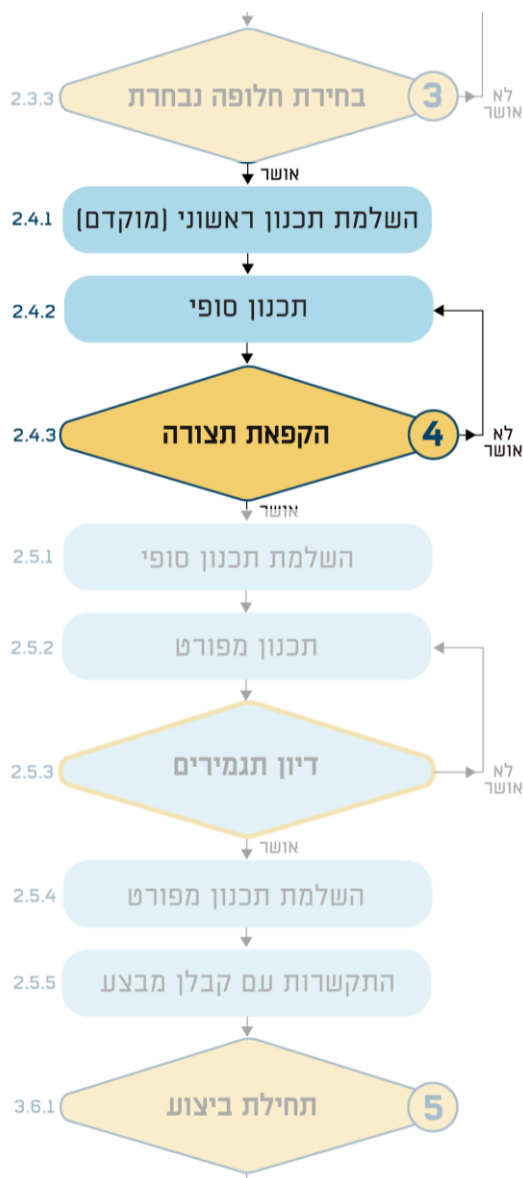 2.3.3 בחירת חלופה נבחרת 3 לא
אושר
אושר
2.4.1 השלמת תכנון ראשוני (מוקדם)
2.4.2 תכנון סופי
2.4.3 הקפאת תצורה 4 לא
אושר
אושר
2.5.1 השלמת תכנון סופי
2.5.2 תכנון מפורט
2.5.3 דיון תגמירים לא
אושר
אושר
2.5.4 השלמת תכנון מפורט
2.5.5 התקשרות עם קבלן מבצע
3.6.1 תחילת ביצוע 5